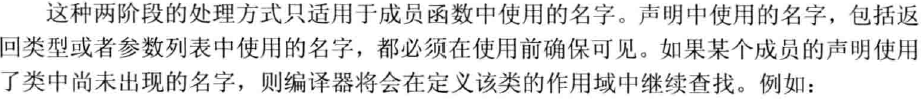 这种两阶段的处理方式只适用于成员函数中使用的名字。声明中使用的名字，包括返
回类型或者参数列表中使用的名字，都必须在使用前确保可见。如果某个成员的声明使用
了类中尚未出现的名字，则编译器将会在定义该类的作用域中继续查找。例如：